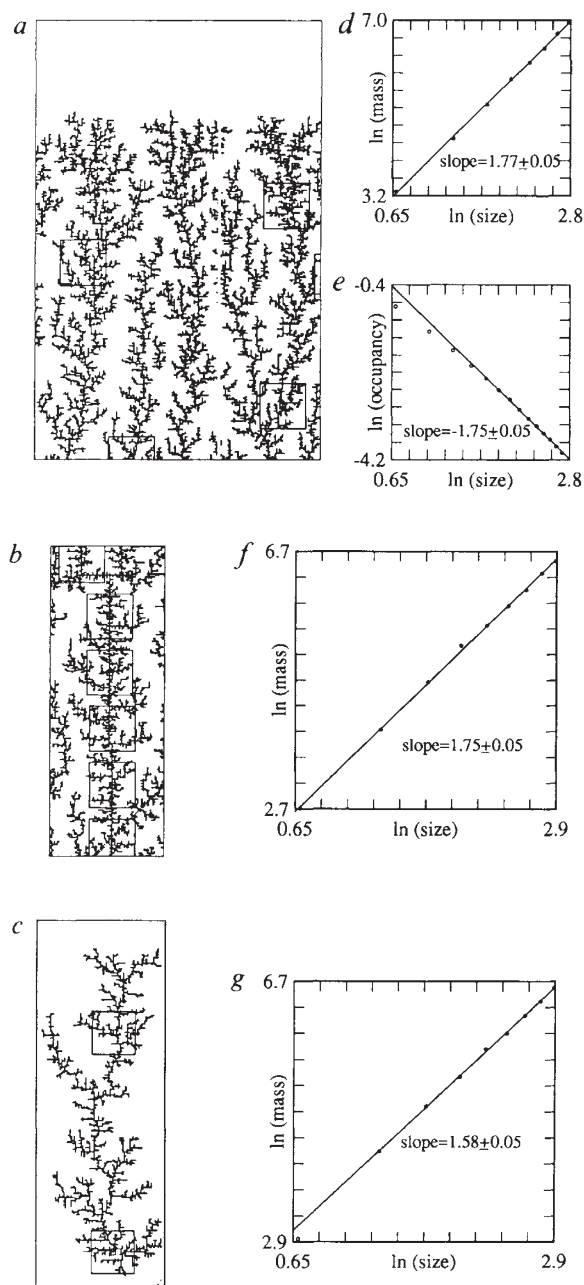 a
d
7.0
ln (mass)
slope=1.77±0.05
3.2
0.65 ln (size) 2.8
e
-0.4
ln (occupancy)
slope=-1.75±0.05
-4.2
0.65 ln (size) 2.8
b
f
6.7
ln (mass)
slope=1.75±0.05
2.7
0.65 ln (size) 2.9
c
g
6.7
ln (mass)
slope=1.58±0.05
2.9
0.65 ln (size) 2.9